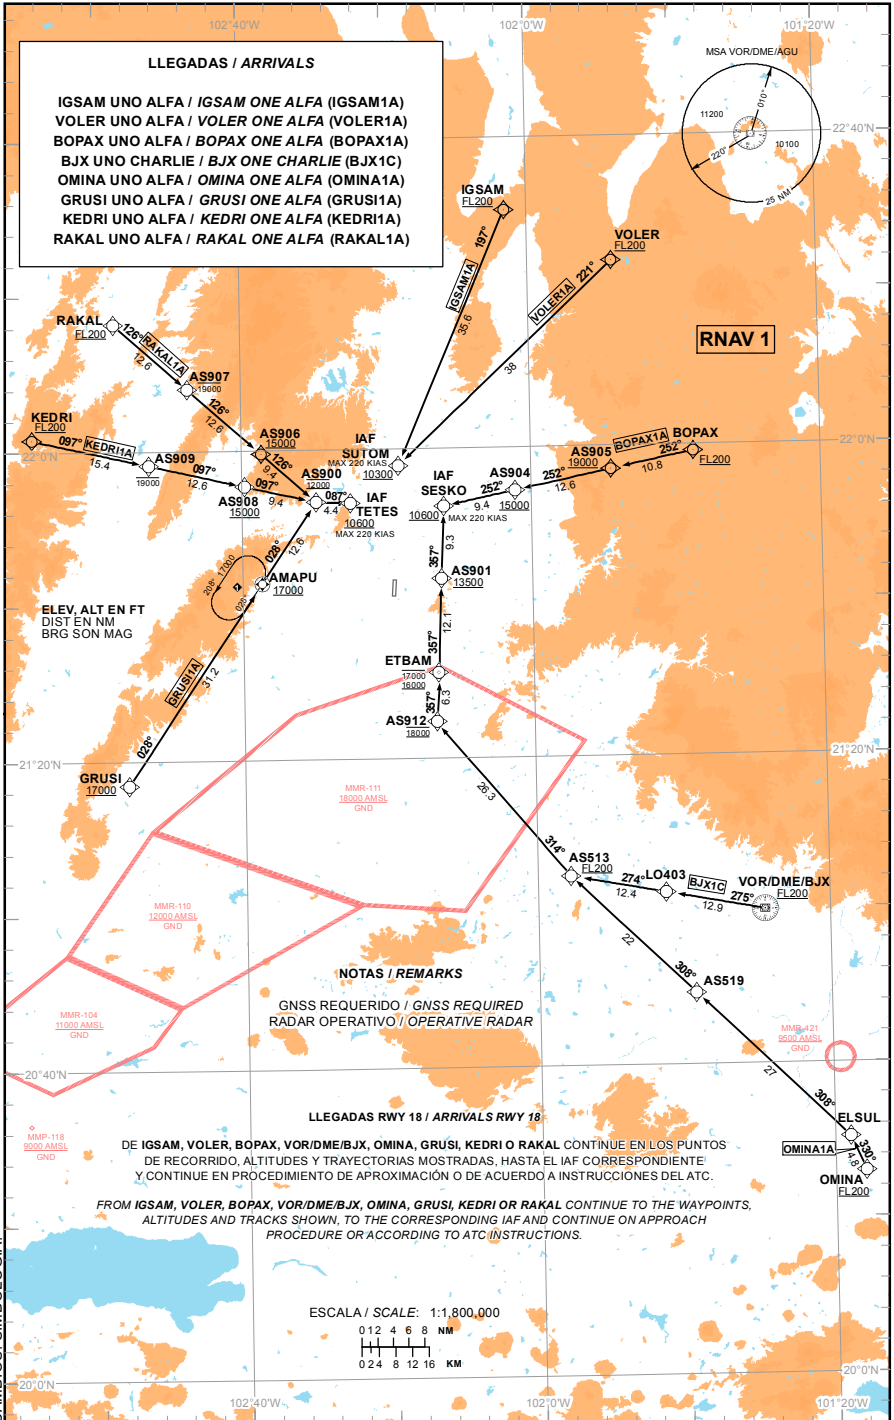 102°40'W
102°0'W
101°20'W
LLEGADAS / ARRIVALS
IGSAM UNO ALFA / IGSAM ONE ALFA (IGSAM1A)
VOLER UNO ALFA / VOLER ONE ALFA (VOLER1A)
BOPAX UNO ALFA / BOPAX ONE ALFA (BOPAX1A)
BJX UNO CHARLIE / BJX ONE CHARLIE (BJX1C)
OMINA UNO ALFA / OMINA ONE ALFA (OMINA1A)
GRUSI UNO ALFA / GRUSI ONE ALFA (GRUSI1A)
KEDRI UNO ALFA / KEDRI ONE ALFA (KEDRI1A)
RAKAL UNO ALFA / RAKAL ONE ALFA (RAKAL1A)
MSA VOR/DME/AGU
010°
11200
10100
220°
25 NM
22°40'N
IGSAM
FL200
197°
IGSAM1A
35.6
VOLER
FL200
221°
VOLER1A
38
RNAV 1
RAKAL
FL200
126°
RAKAL1A
12.6
AS907
19000
126°
12.6
KEDRI
FL200
097°
KEDRI1A
15.4
22°0'N
AS909
19000
097°
12.6
AS906
15000
126°
9.4
AS908
15000
097°
9.4
AS900
12000
087°
4.4
IAF
TETES
10600
MAX 220 KIAS
IAF
SUTOM
MAX 220 KIAS
10300
IAF
SESKO
10600
MAX 220 KIAS
AS904
15000
252°
9.4
AS905
19000
252°
12.6
BOPAX1A
BOPAX
FL200
252°
10.8
22°0'N
028°
12.6
208°
17000
028°
AMAPU
17000
ELEV, ALT EN FT
DIST EN NM
BRG SON MAG
357°
9.3
AS901
13500
357°
12.1
ETBAM
17000
16000
357°
6.3
AS912
18000
GRUSI1A
31.2
028°
GRUSI
17000
21°20'N
21°20'N
MMR-111
18000 AMSL
GND
26.3
314°
AS513
FL200
274°
12.4
LO403
BJX1C
275°
12.9
VOR/DME/BJX
FL200
MMR-110
12000 AMSL
GND
22
308°
AS519
NOTAS / REMARKS
GNSS REQUERIDO / GNSS REQUIRED
RADAR OPERATIVO / OPERATIVE RADAR
MMR-104
11000 AMSL
GND
MMR-421
9500 AMSL
GND
20°40'N
20°40'N
27
308°
ELSUL
OMINA1A
330°
4.8
OMINA
FL200
MMP-118
9000 AMSL
GND
LLEGADAS RWY 18 / ARRIVALS RWY 18
DE IGSAM, VOLER, BOPAX, VOR/DME/BJX, OMINA, GRUSI, KEDRI O RAKAL CONTINUE EN LOS PUNTOS
DE RECORRIDO, ALTITUDES Y TRAYECTORIAS MOSTRADAS, HASTA EL IAF CORRESPONDIENTE
Y CONTINUE EN PROCEDIMIENTO DE APROXIMACIÓN O DE ACUERDO A INSTRUCCIONES DEL ATC.
FROM IGSAM, VOLER, BOPAX, VOR/DME/BJX, OMINA, GRUSI, KEDRI OR RAKAL CONTINUE TO THE WAYPOINTS,
ALTITUDES AND TRACKS SHOWN, TO THE CORRESPONDING IAF AND CONTINUE ON APPROACH
PROCEDURE OR ACCORDING TO ATC INSTRUCTIONS.
ESCALA / SCALE: 1:1,800,000
0 1 2 4 6 8 NM
0 2 4 8 12 16 KM
20°0'N
20°0'N
102°40'W
102°0'W
101°20'W